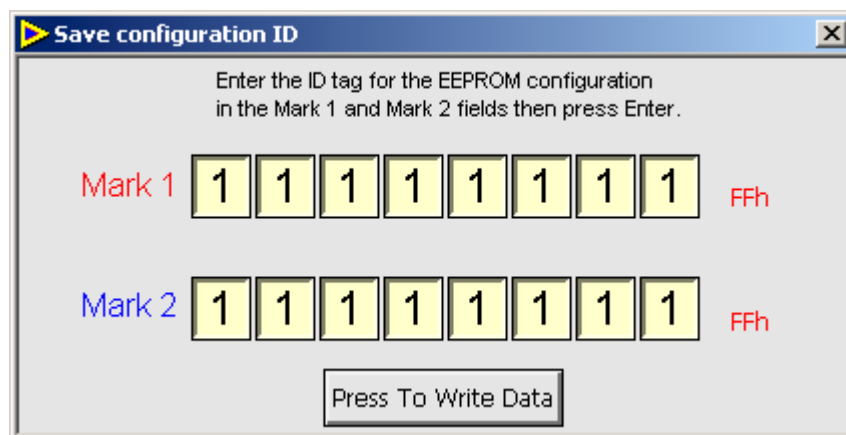 Save configuration ID
Enter the ID tag for the EEPROM configuration
in the Mark 1 and Mark 2 fields then press Enter.
Mark 1 1 1 1 1 1 1 1 1 FFh
Mark 2 1 1 1 1 1 1 1 1 FFh
Press To Write Data